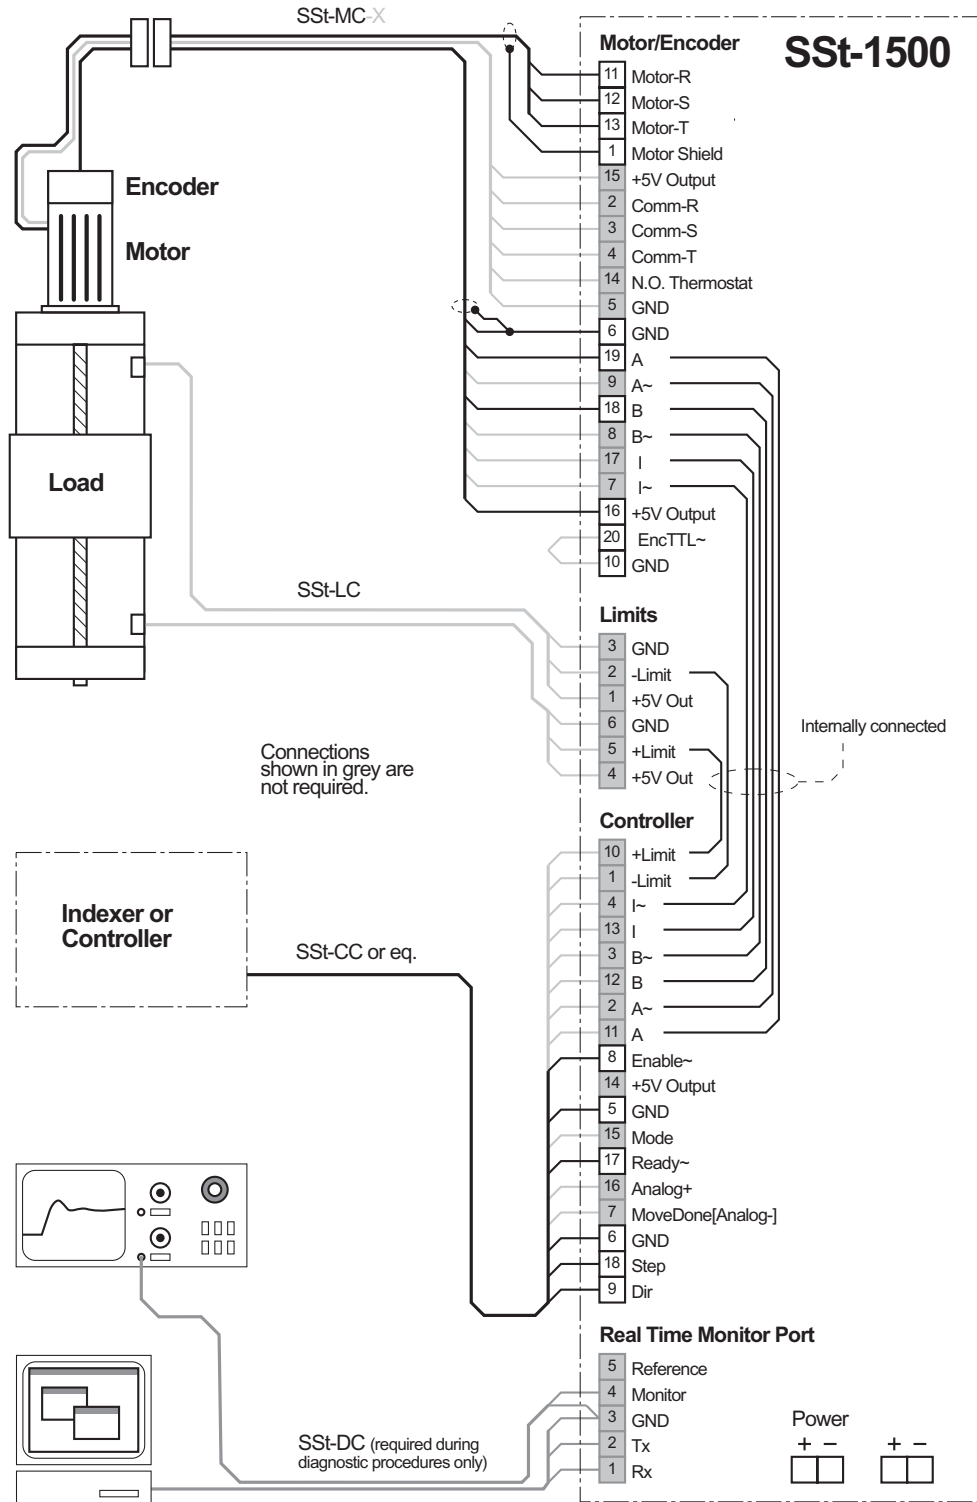 SSt-MC-X
SSt-1500
Motor/Encoder
11 Motor-R
12 Motor-S
13 Motor-T
1 Motor Shield
15 +5V Output
2 Comm-R
3 Comm-S
4 Comm-T
14 N.O. Thermostat
5 GND
6 GND
19 A
9 A~
18 B
8 B~
17 I
7 I~
16 +5V Output
20 EncTTL~
10 GND
Encoder
Motor
Load
SSt-LC
Limits
3 GND
2 -Limit
1 +5V Out
6 GND
5 +Limit
4 +5V Out
Internally connected
Connections
shown in grey are
not required.
Controller
10 +Limit
1 -Limit
4 I~
13 I
3 B~
12 B
2 A~
11 A
8 Enable~
14 +5V Output
5 GND
15 Mode
17 Ready~
16 Analog+
7 MoveDone[Analog-]
6 GND
18 Step
9 Dir
Indexer or
Controller
SSt-CC or eq.
Real Time Monitor Port
5 Reference
4 Monitor
3 GND
2 Tx
1 Rx
SSt-DC (required during
diagnostic procedures only)
Power
+ − + −